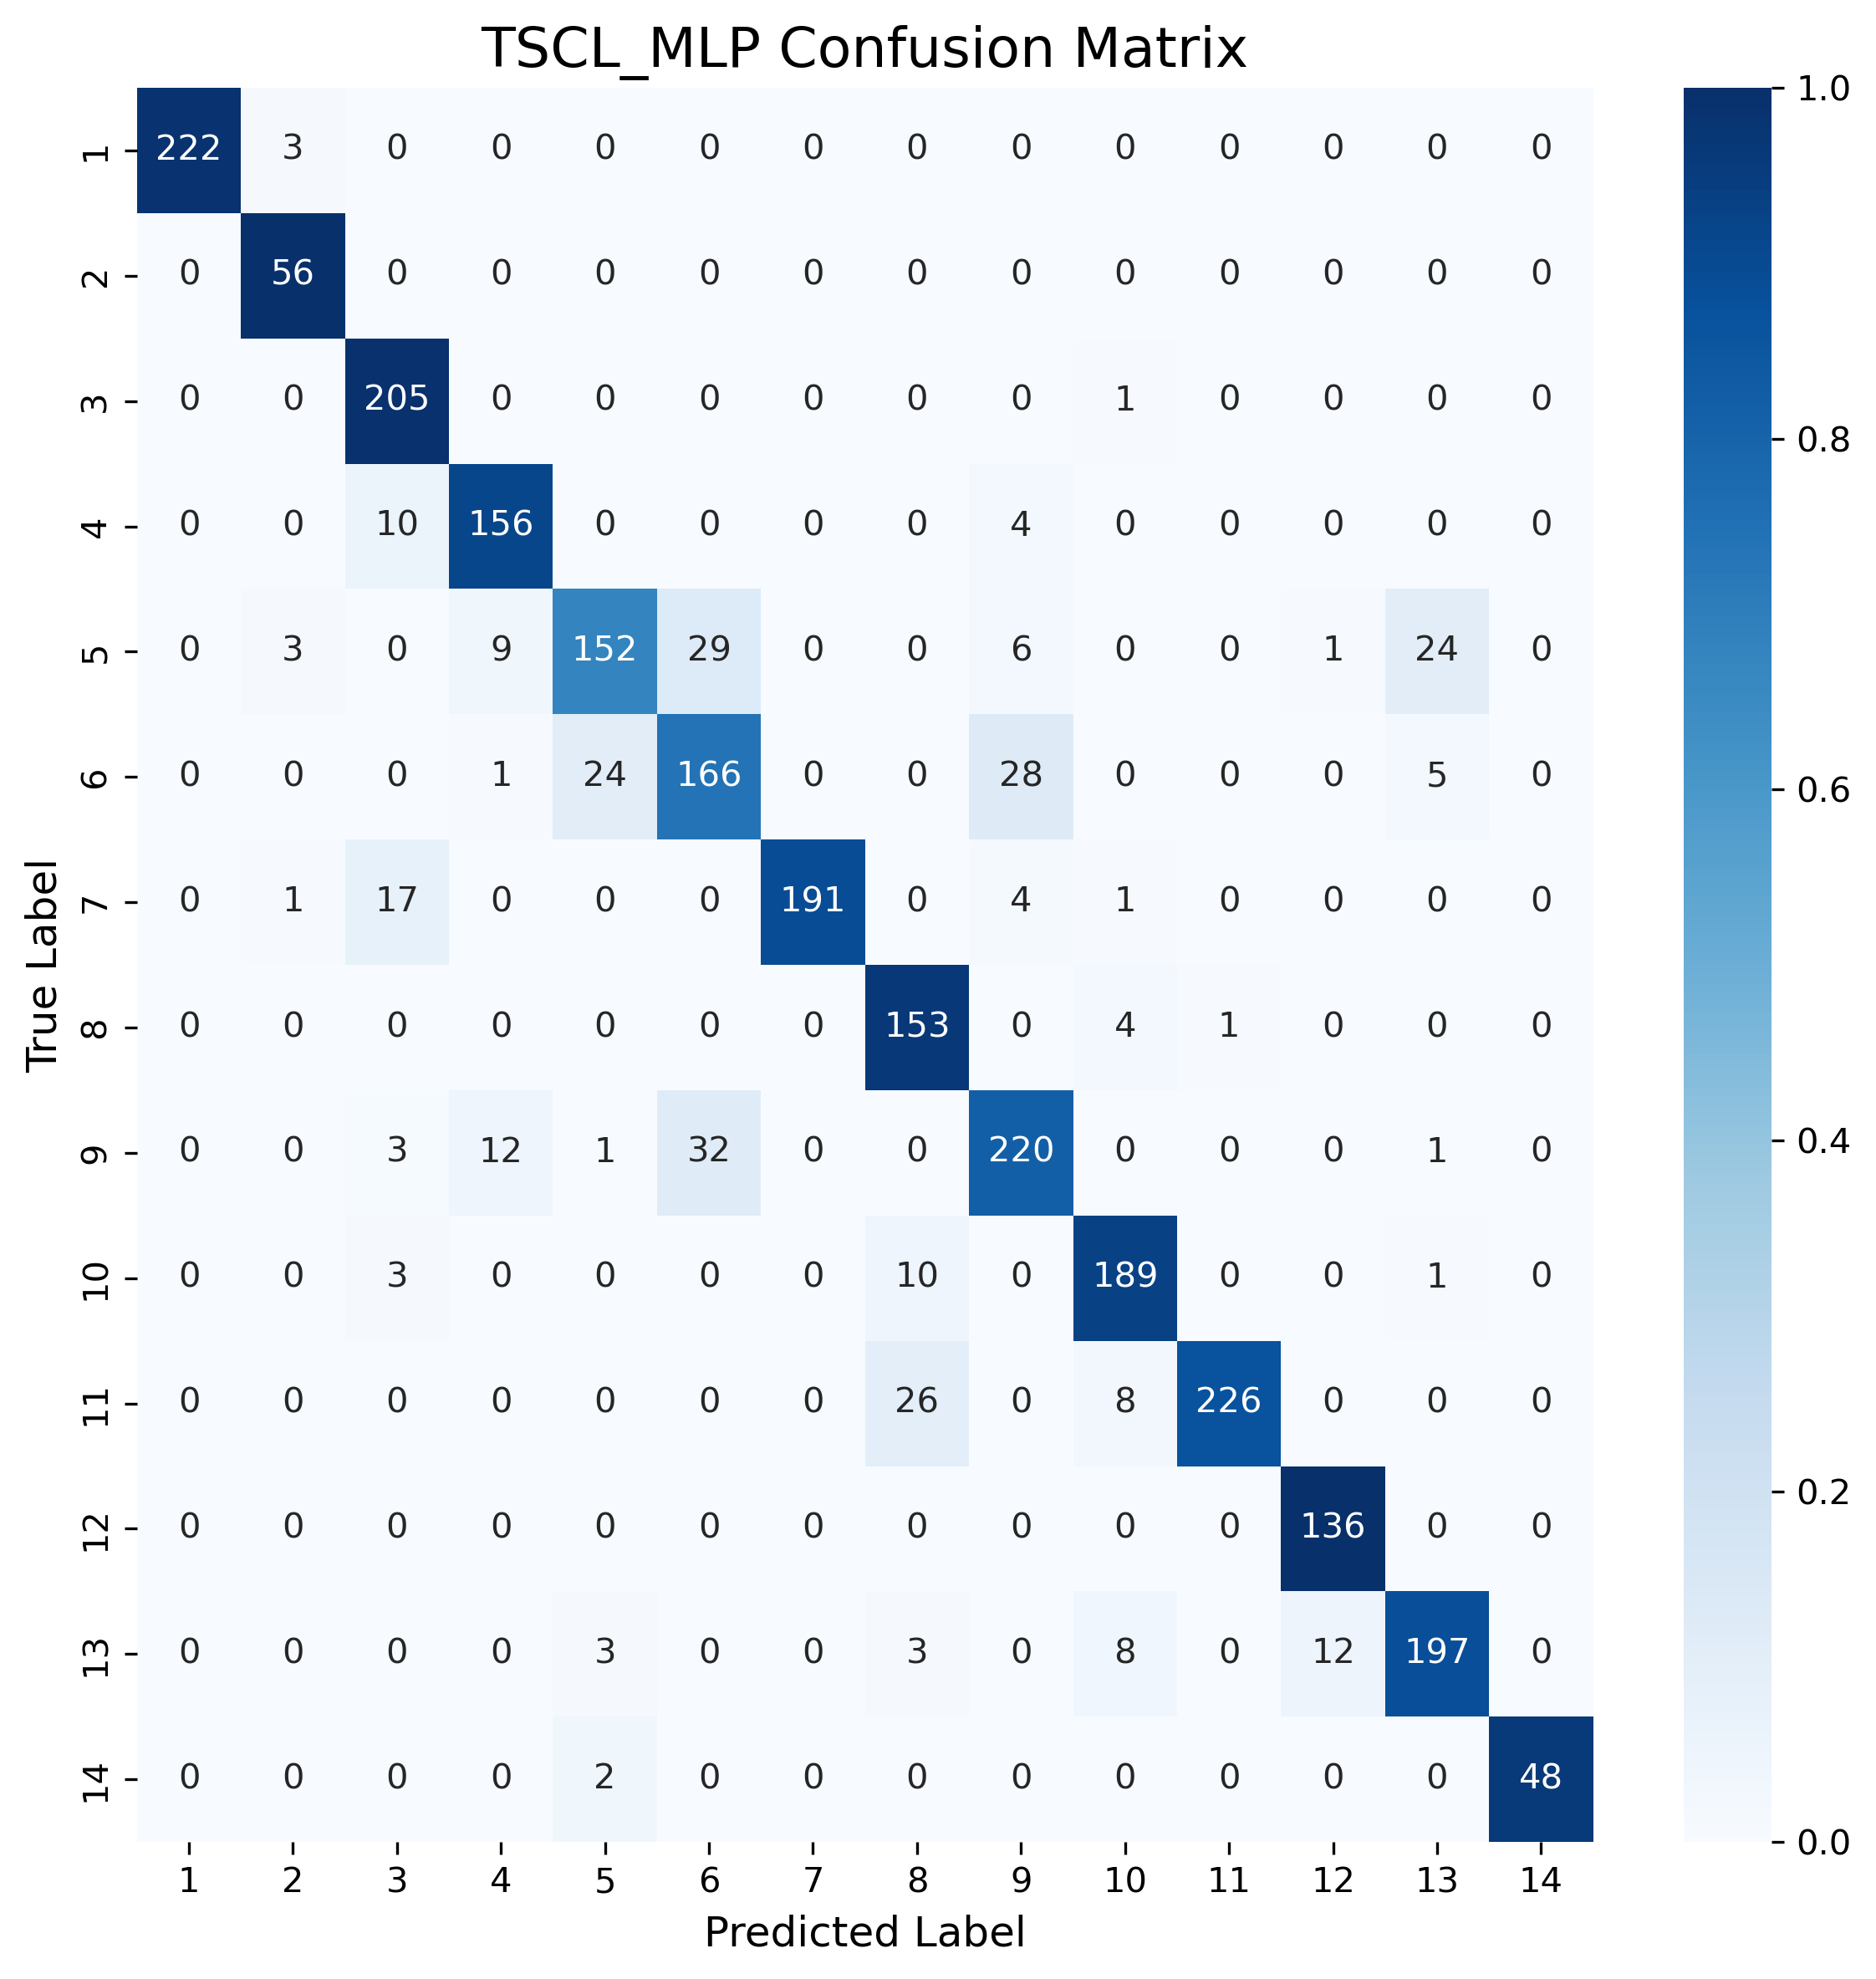 TSCL_MLP Confusion Matrix
1 222 3 0 0 0 0 0 0 0 0 0 0 0 0
2 0 56 0 0 0 0 0 0 0 0 0 0 0 0
3 0 0 205 0 0 0 0 0 0 1 0 0 0 0
4 0 0 10 156 0 0 0 0 4 0 0 0 0 0
5 0 3 0 9 152 29 0 0 6 0 0 1 24 0
6 0 0 0 1 24 166 0 0 28 0 0 0 5 0
7 0 1 17 0 0 0 191 0 4 1 0 0 0 0
8 0 0 0 0 0 0 0 153 0 4 1 0 0 0
9 0 0 3 12 1 32 0 0 220 0 0 0 1 0
10 0 0 3 0 0 0 0 10 0 189 0 0 1 0
11 0 0 0 0 0 0 0 26 0 8 226 0 0 0
12 0 0 0 0 0 0 0 0 0 0 0 136 0 0
13 0 0 0 0 3 0 0 3 0 8 0 12 197 0
14 0 0 0 0 2 0 0 0 0 0 0 0 0 48
1 2 3 4 5 6 7 8 9 10 11 12 13 14
Predicted Label
True Label
1.0
0.8
0.6
0.4
0.2
0.0